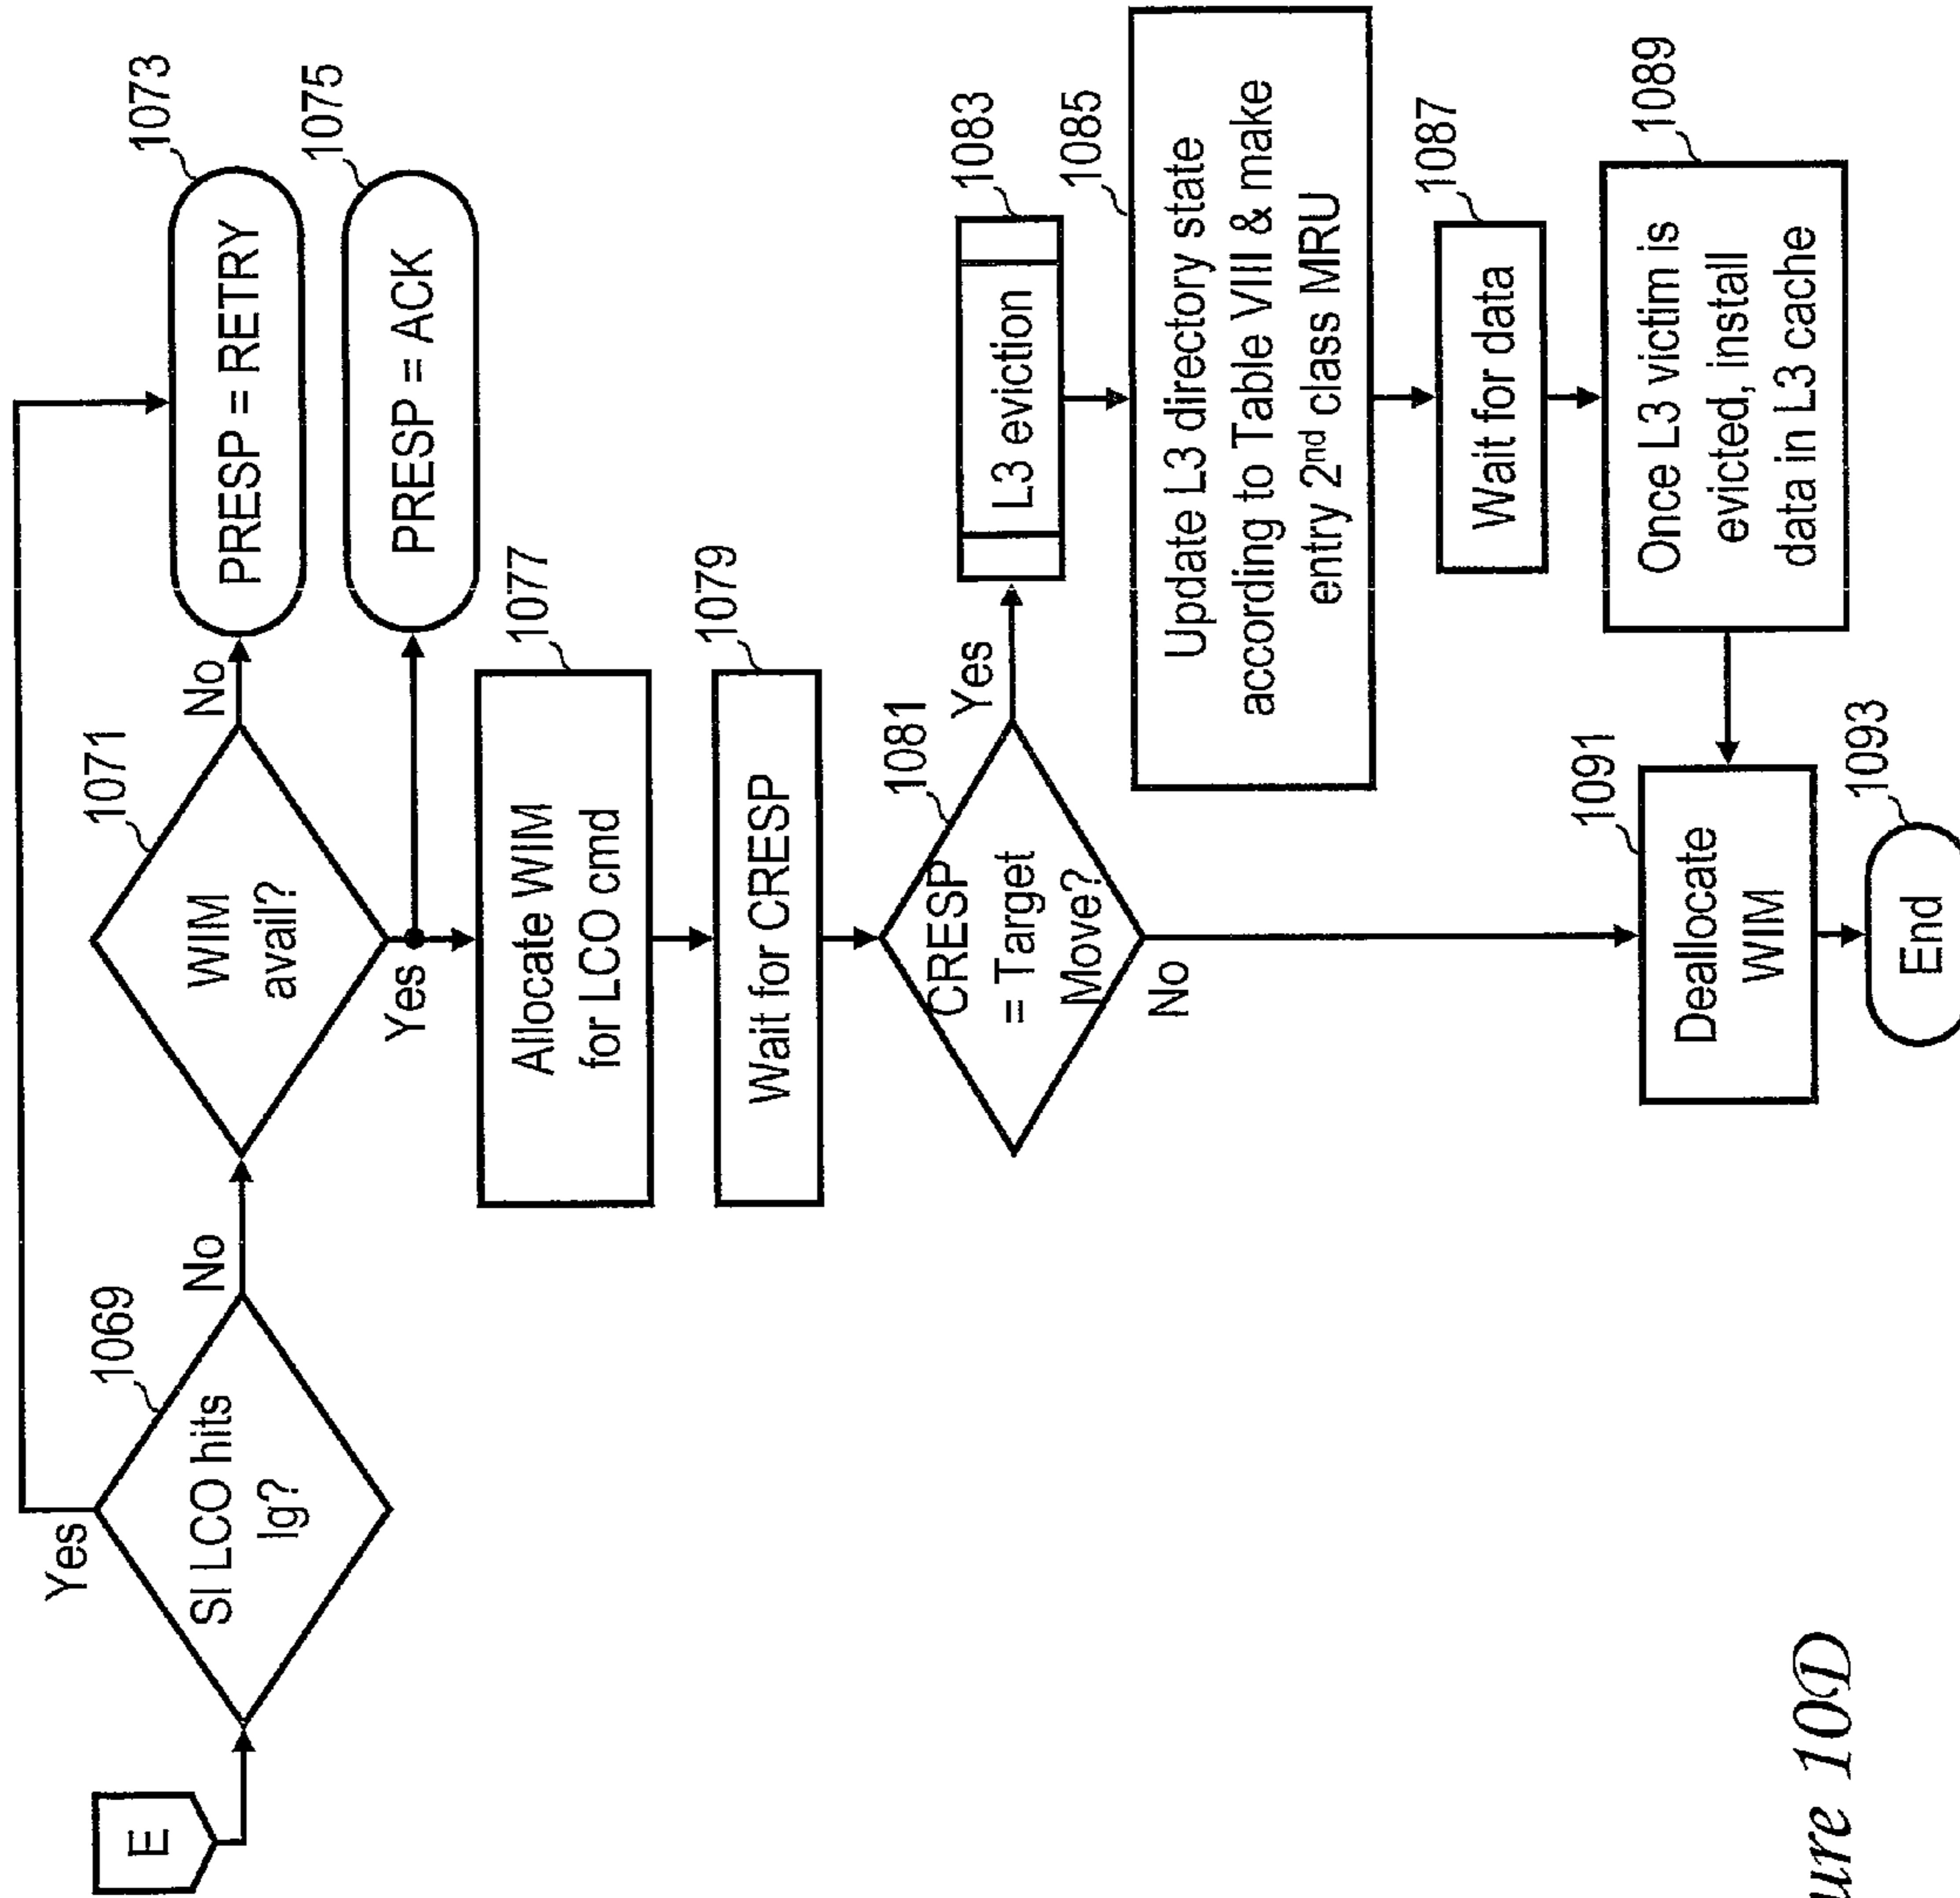 E
1069
SI LCO hits
Ig?
Yes
No
1071
WIM
avail?
No
Yes
1073
PRESP = RETRY
1075
PRESP = ACK
1077
Allocate WIM
for LCO cmd
1079
Wait for CRESP
1081
CRESP
= Target
Move?
Yes
No
1083
L3 eviction
1085
Update L3 directory state
according to Table VIII & make
entry 2nd class MRU
1087
Wait for data
1089
Once L3 victim is
evicted, install
data in L3 cache
1091
Deallocate
WIM
1093
End
10D